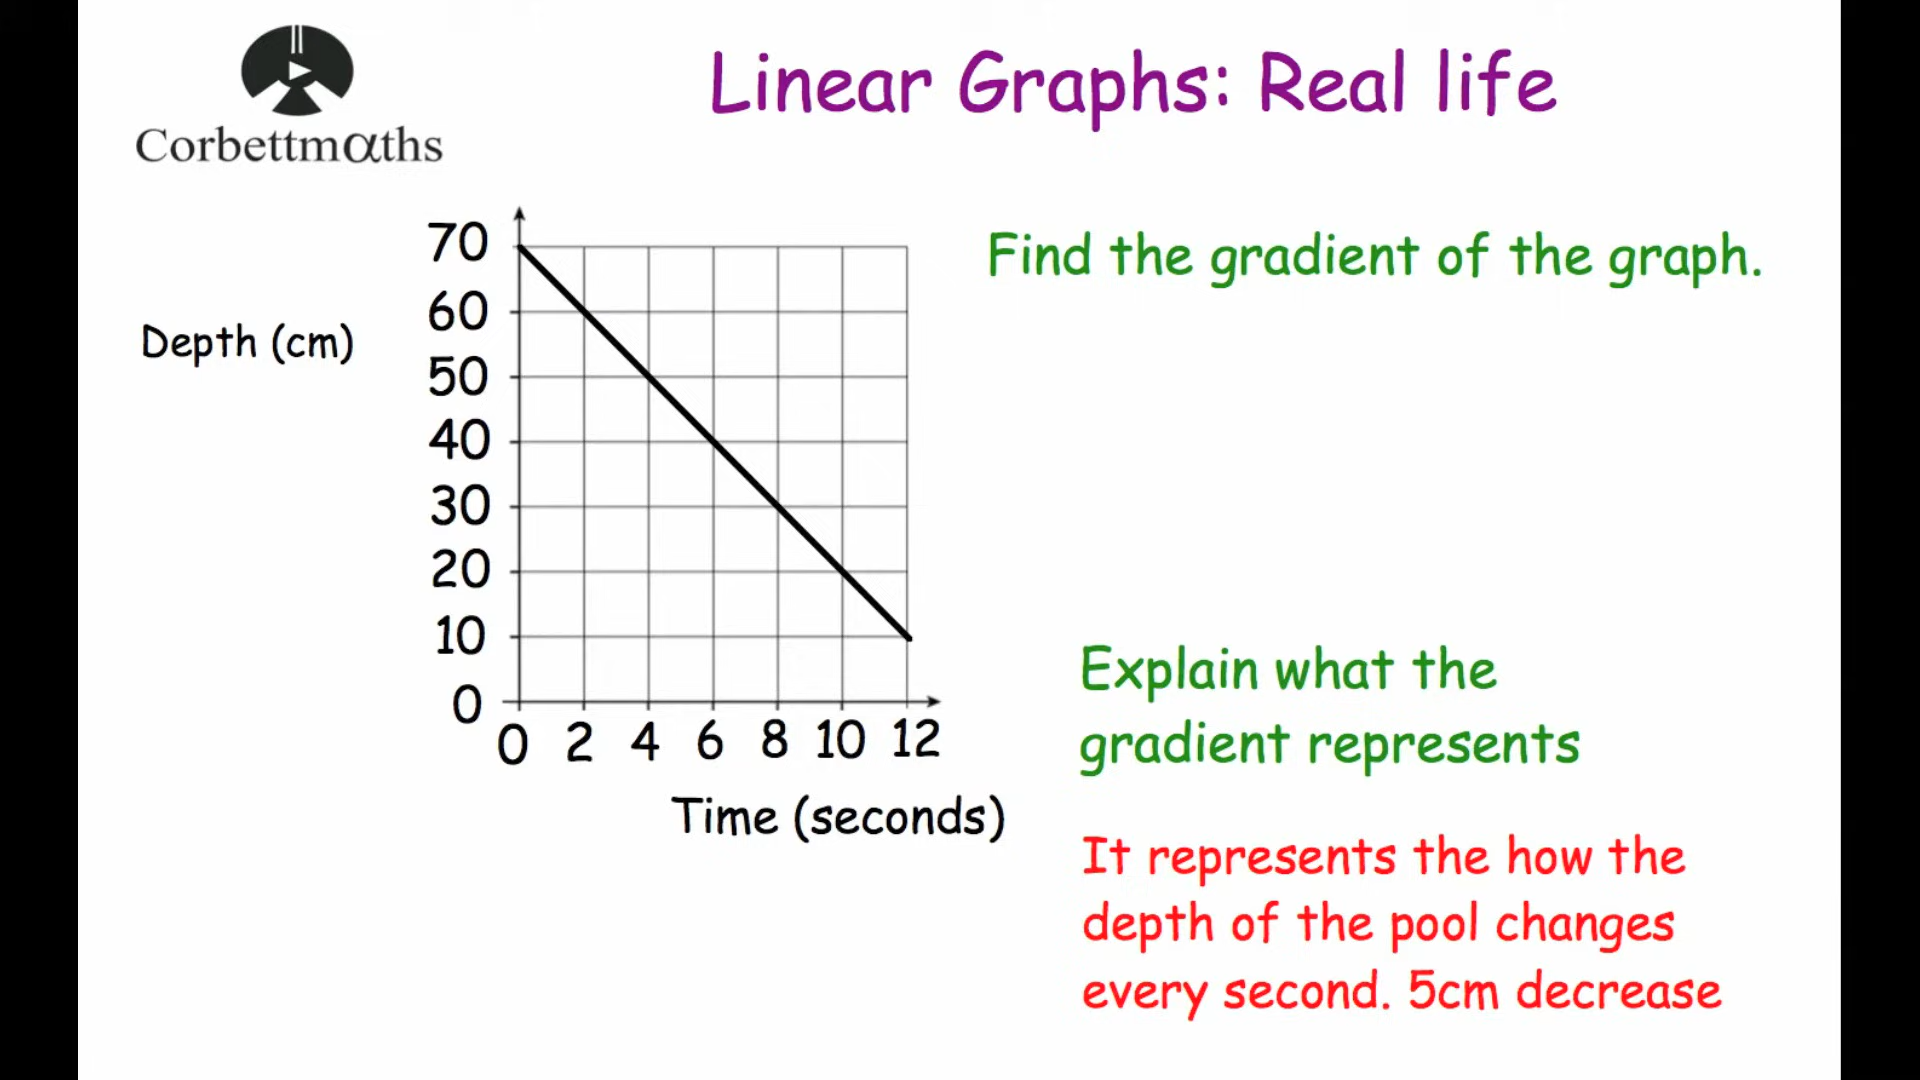 Corbettmαths
Linear Graphs: Real life
Find the gradient of the graph.
Depth (cm)
70
60
50
40
30
20
10
0
0 2 4 6 8 10 12
Time (seconds)
Explain what the
gradient represents
It represents the how the
depth of the pool changes
every second. 5cm decrease